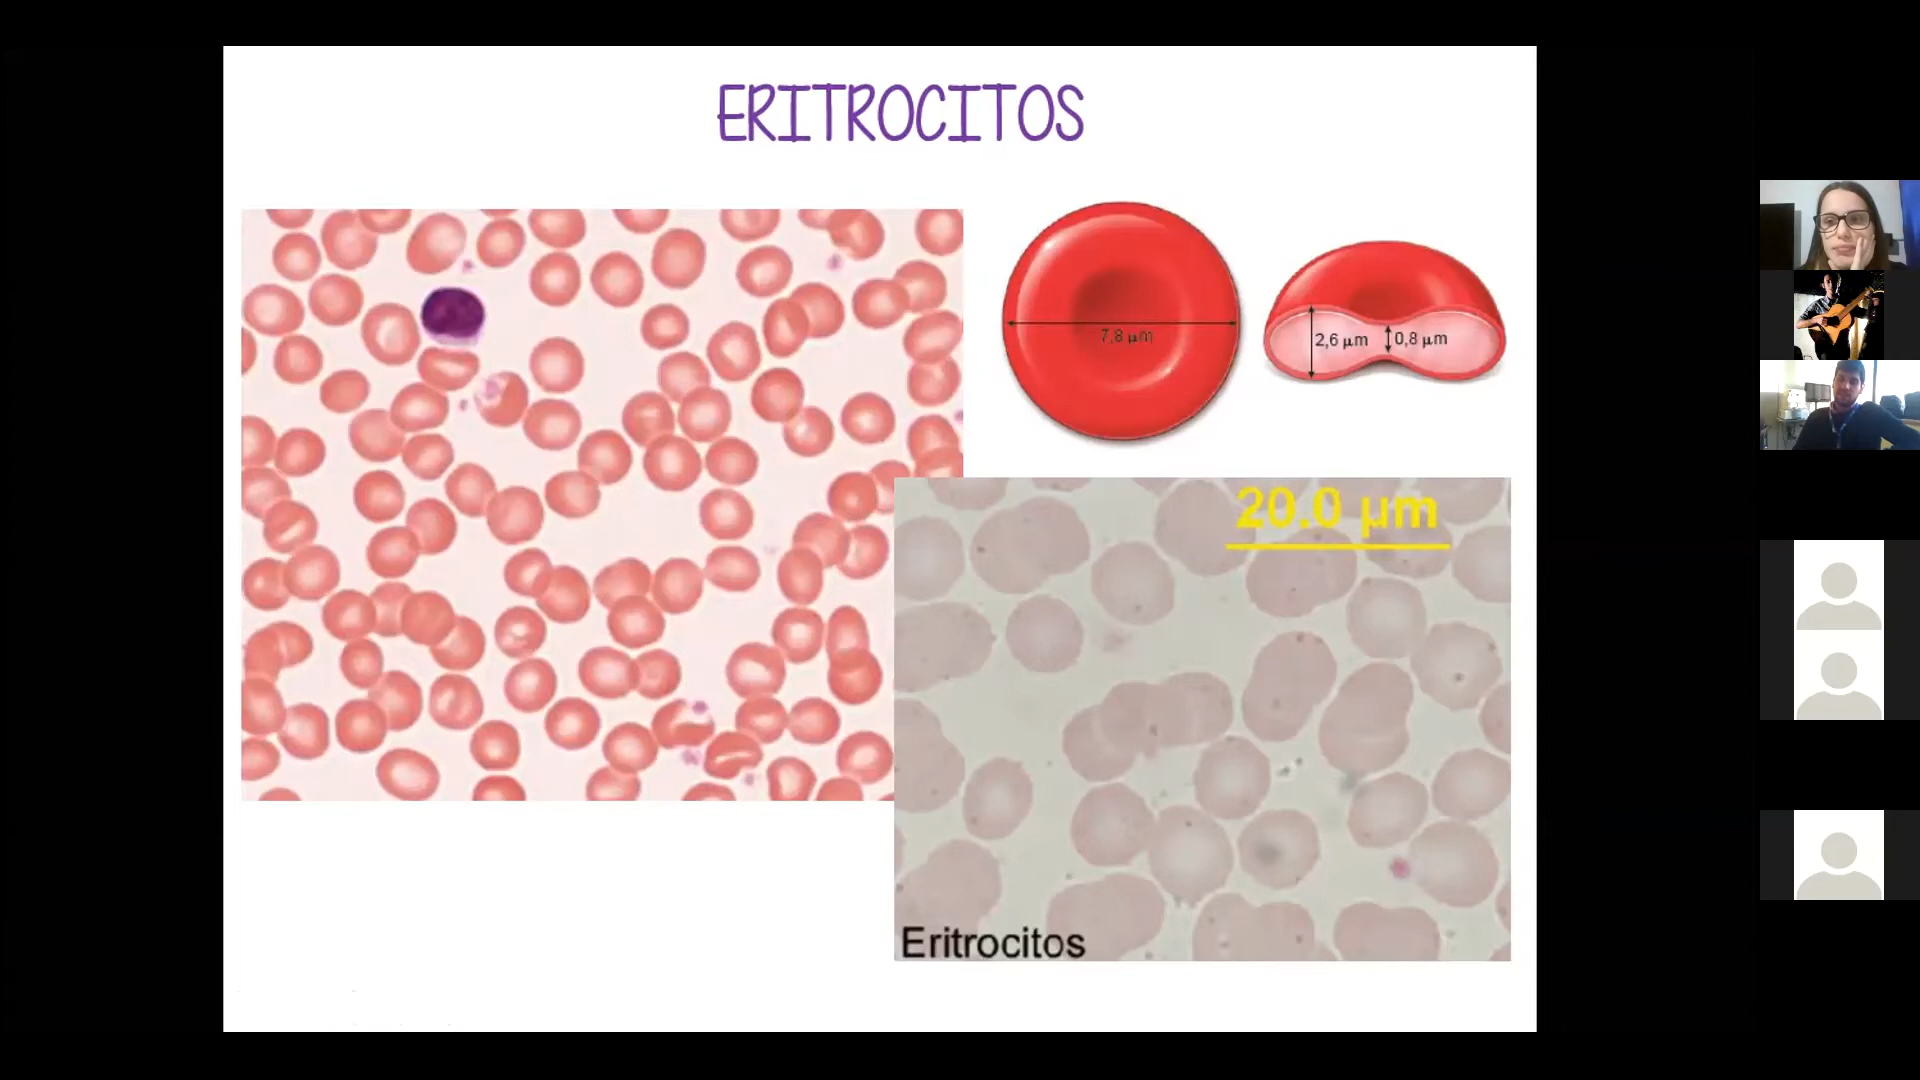 ERITROCITOS
7,8 µm
2,6 µm
0,8 µm
20.0 µm
Eritrocitos